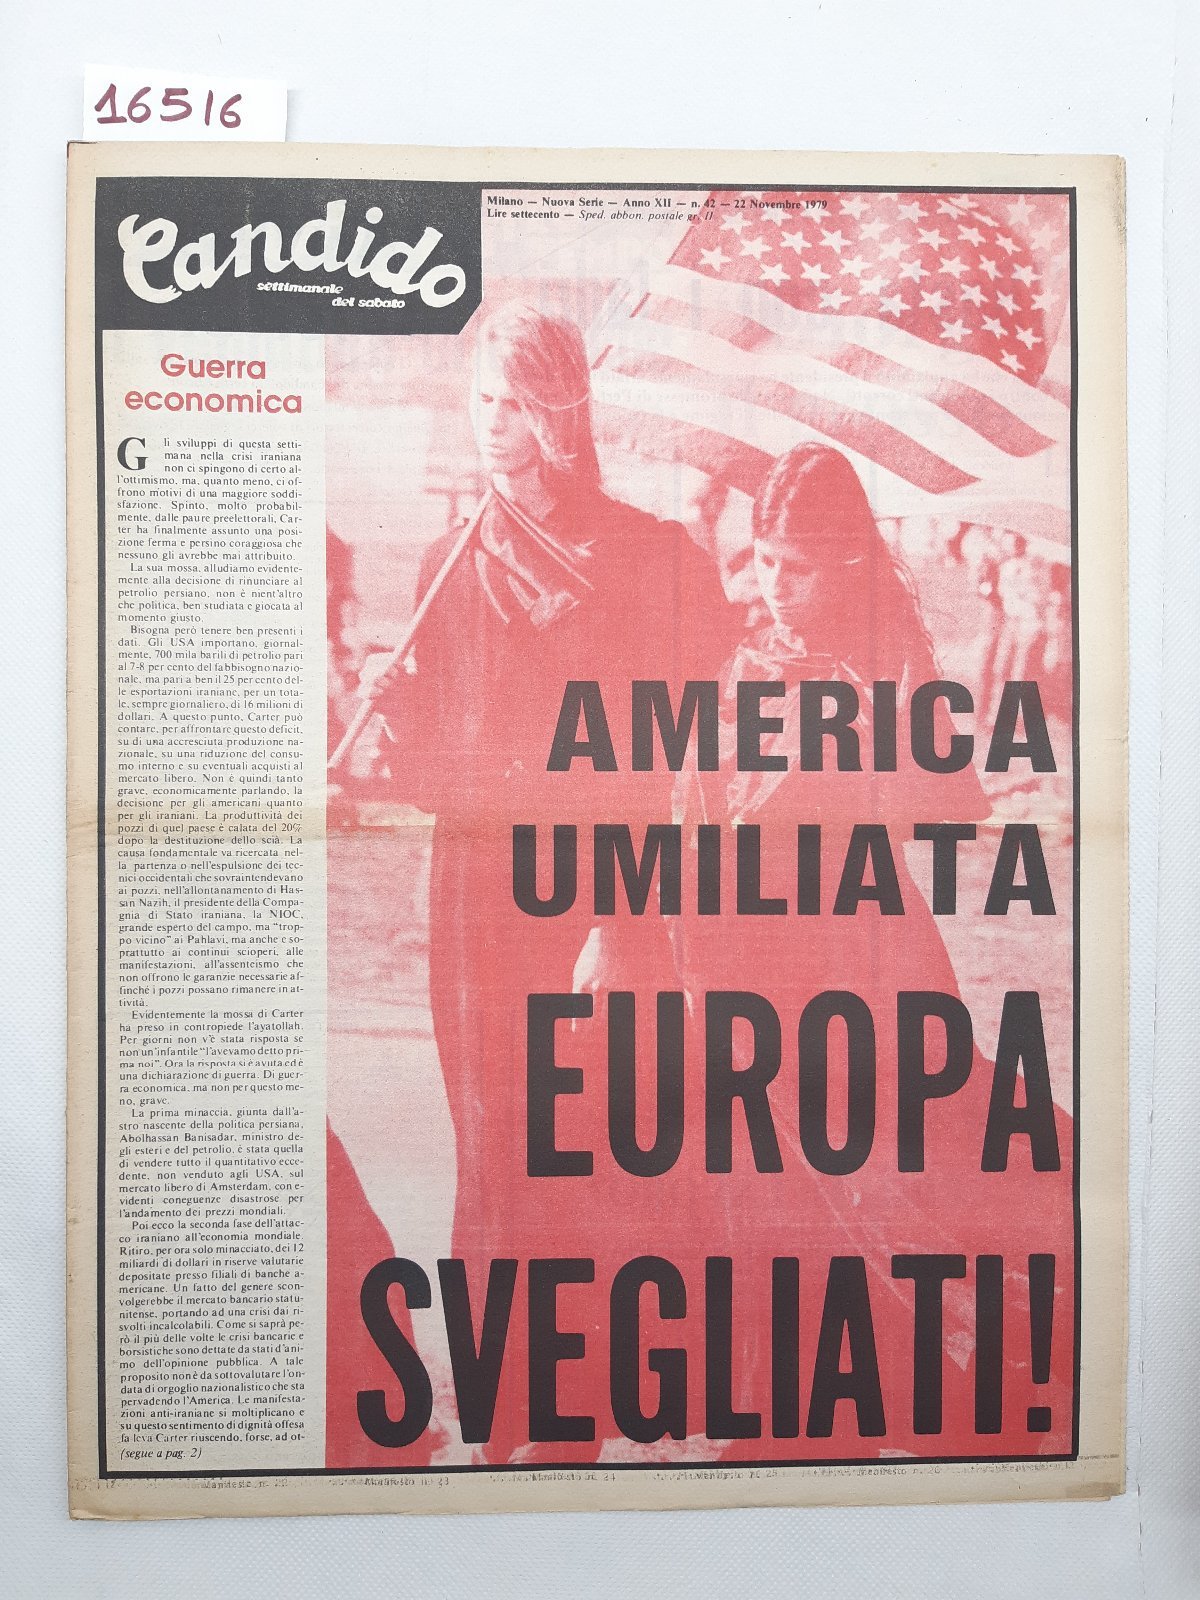 16516
Candido
settimanale
del sabato
Milano — Nuova Serie — Anno XII — n. 42 — 22 Novembre 1979
Lire settecento — Sped. abbon. postale gr. II
Guerra
economica
Gli sviluppi di questa setti-
mana nella crisi iraniana
non ci spingono di certo al-
l'ottimismo, ma, quanto meno, ci of-
frono motivi di una maggiore soddi-
sfazione. Spinto, molto probabil-
mente, dalle paure preelettorali, Car-
ter ha finalmente assunto una posi-
zione ferma e persino coraggiosa che
nessuno gli avrebbe mai attribuito.
La sua mossa, alludiamo evidente-
mente alla decisione di rinunciare al
petrolio persiano, non è nient'altro
che politica, ben studiata e giocata al
momento giusto.
Bisogna però tenere ben presenti i
dati. Gli USA importano, giornal-
mente, 700 mila barili di petrolio pari
al 7-8 per cento del fabbisogno nazio-
nale, ma pari a ben il 25 per cento del-
le esportazioni iraniane, per un tota-
le, sempre giornaliero, di 16 milioni di
dollari. A questo punto, Carter può
contare, per affrontare questo deficit,
su di una accresciuta produzione na-
zionale, su una riduzione del consu-
mo interno e su eventuali acquisti al
mercato libero. Non è quindi tanto
grave, economicamente parlando, la
decisione per gli americani quanto
per gli iraniani. La produttività dei
pozzi di quel paese è calata del 20%
dopo la destituzione dello scià. La
causa fondamentale va ricercata nel-
la partenza o nell'espulsione dei tec-
nici occidentali che sovraintendevano
ai pozzi, nell'allontanamento di Has-
san Nazih, il presidente della Compa-
gnia di Stato iraniana, la NIOC,
grande esperto del campo, ma "trop-
po vicino" ai Pahlavi, ma anche e so-
prattutto ai continui scioperi, alle
manifestazioni, all'assenteismo che
non offrono le garanzie necessarie af-
finché i pozzi possano rimanere in at-
tività.
Evidentemente la mossa di Carter
ha preso in contropiede l'ayatollah.
Per giorni non v'è stata risposta se
non un'infantile "l'avevamo detto pri-
ma noi". Ora la risposta si è avuta ed è
una dichiarazione di guerra. Di guer-
ra economica, ma non per questo me-
no, grave.
La prima minaccia, giunta dall'a-
stro nascente della politica persiana,
Abolhassan Banisadar, ministro de-
gli esteri e del petrolio, è stata quella
di vendere tutto il quantitativo ecce-
dente, non venduto agli USA, sul
mercato libero di Amsterdam, con e-
videnti coneguenze disastrose per
l'andamento dei prezzi mondiali.
Poi ecco la seconda fase dell'attac-
co iraniano all'economia mondiale.
Ritiro, per ora solo minacciato, dei 12
miliardi di dollari in riserve valutarie
depositate presso filiali di banche a-
mericane. Un fatto del genere scon-
volgerebbe il mercato bancario statu-
nitense, portando ad una crisi dai ri-
svolti incalcolabili. Come si saprà pe-
rò il più delle volte le crisi bancarie e
borsistiche sono dettate da stati d'ani-
mo dell'opinione pubblica. A tale
proposito non è da sottovalutare l'on-
data di orgoglio nazionalistico che sta
pervadendo l'America. Le manifesta-
zioni anti-iraniane si moltiplicano e
su questo sentimento di dignità offesa
fa leva Carter riuscendo, forse, ad ot-
(segue a pag. 2)
AMERICA
UMILIATA
EUROPA
SVEGLIATI!